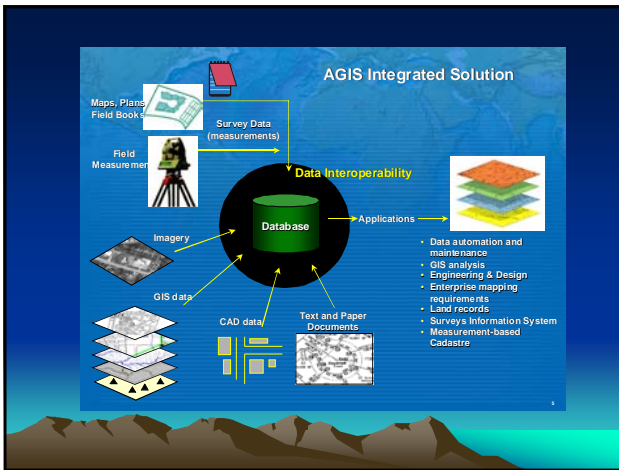 AGIS Integrated Solution
Maps, Plans
Field Books
Survey Data
(measurements)
Field
Measuremen
Data Interoperability
Database
Applications
Imagery
GIS data
CAD data
Text and Paper
Documents
• Data automation and
maintenance
• GIS analysis
• Engineering & Design
• Enterprise mapping
requirements
• Land records
• Surveys Information System
• Measurement-based
Cadastre
5